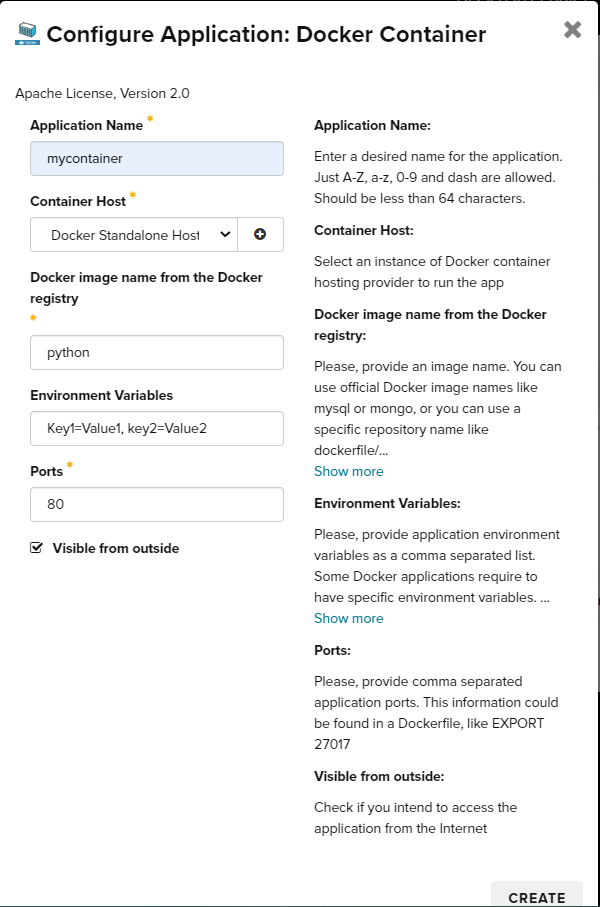 Configure Application: Docker Container
Apache License, Version 2.0
Application Name *
mycontainer
Container Host *
Docker Standalone Host
Docker image name from the Docker
registry
*
python
Environment Variables
Key1=Value1, key2=Value2
Ports *
80
Visible from outside
Application Name:
Enter a desired name for the application.
Just A-Z, a-z, 0-9 and dash are allowed.
Should be less than 64 characters.
Container Host:
Select an instance of Docker container
hosting provider to run the app
Docker image name from the Docker
registry:
Please, provide an image name. You can
use official Docker image names like
mysql or mongo, or you can use a
specific repository name like
dockerfile/...
Show more
Environment Variables:
Please, provide application environment
variables as a comma separated list.
Some Docker applications require to
have specific environment variables. ...
Show more
Ports:
Please, provide comma separated
application ports. This information could
be found in a Dockerfile, like EXPORT
27017
Visible from outside:
Check if you intend to access the
application from the Internet
CREATE